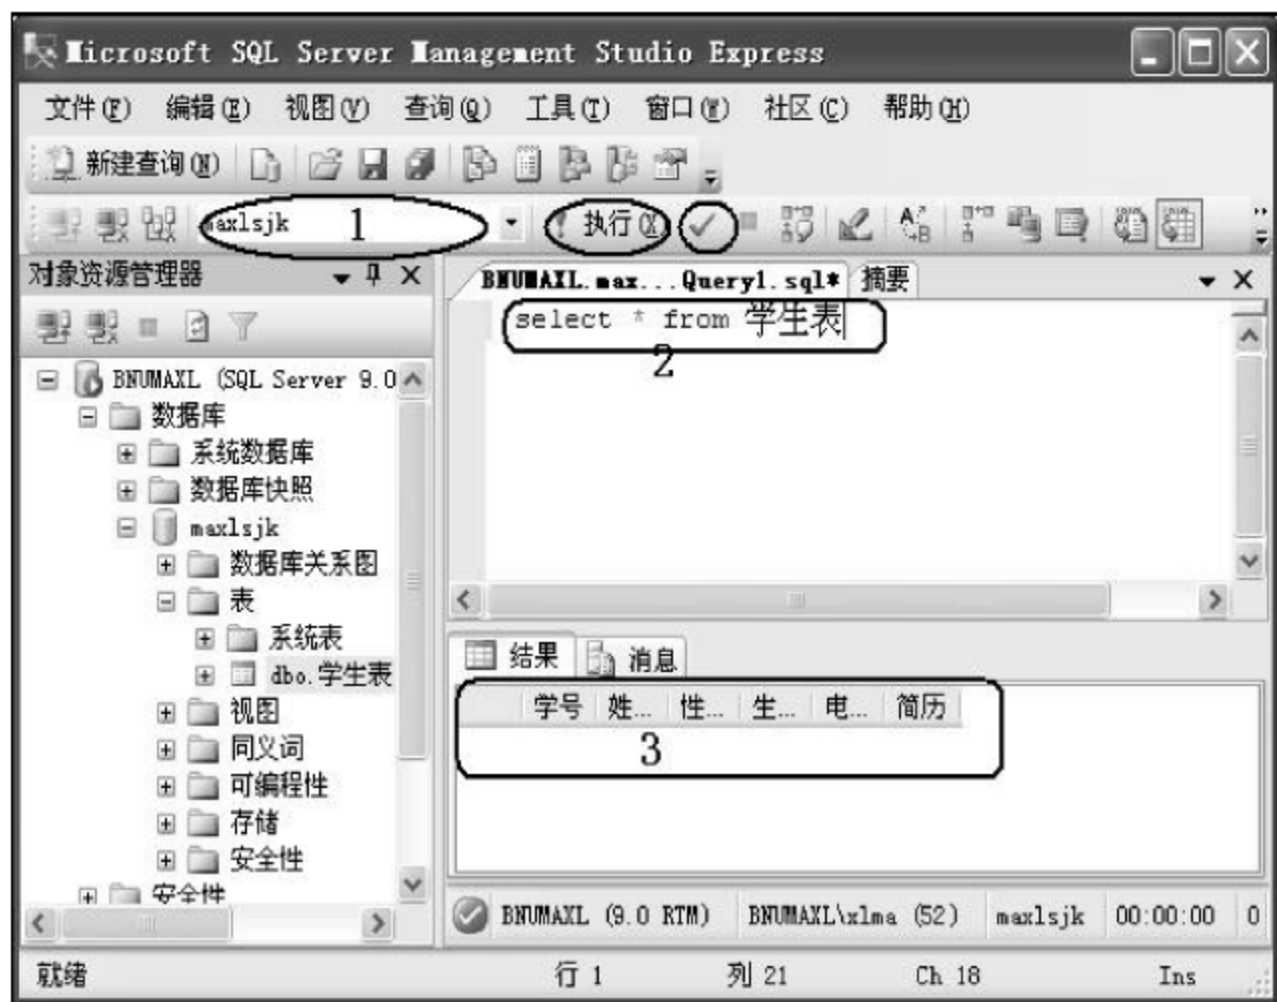 Microsoft SQL Server Management Studio Express
文件(F) 编辑(E) 视图(V) 查询(Q) 工具(T) 窗口(W) 社区(C) 帮助(H)
新建查询(N)
maxlsjk 1 执行(X)
对象资源管理器
BNUMAXL.max...Query1.sql* 摘要
select * from 学生表
2
BNUMAXL (SQL Server 9.0
数据库
系统数据库
数据库快照
maxlsjk
数据库关系图
表
系统表
dbo.学生表
视图
同义词
可编程性
存储
安全性
安全性
结果 消息
学号 姓... 性... 生... 电... 简历
3
BNUMAXL (9.0 RTM) BNUMAXL\xlma (52) maxlsjk 00:00:00 0
就绪 行 1 列 21 Ch 18 Ins